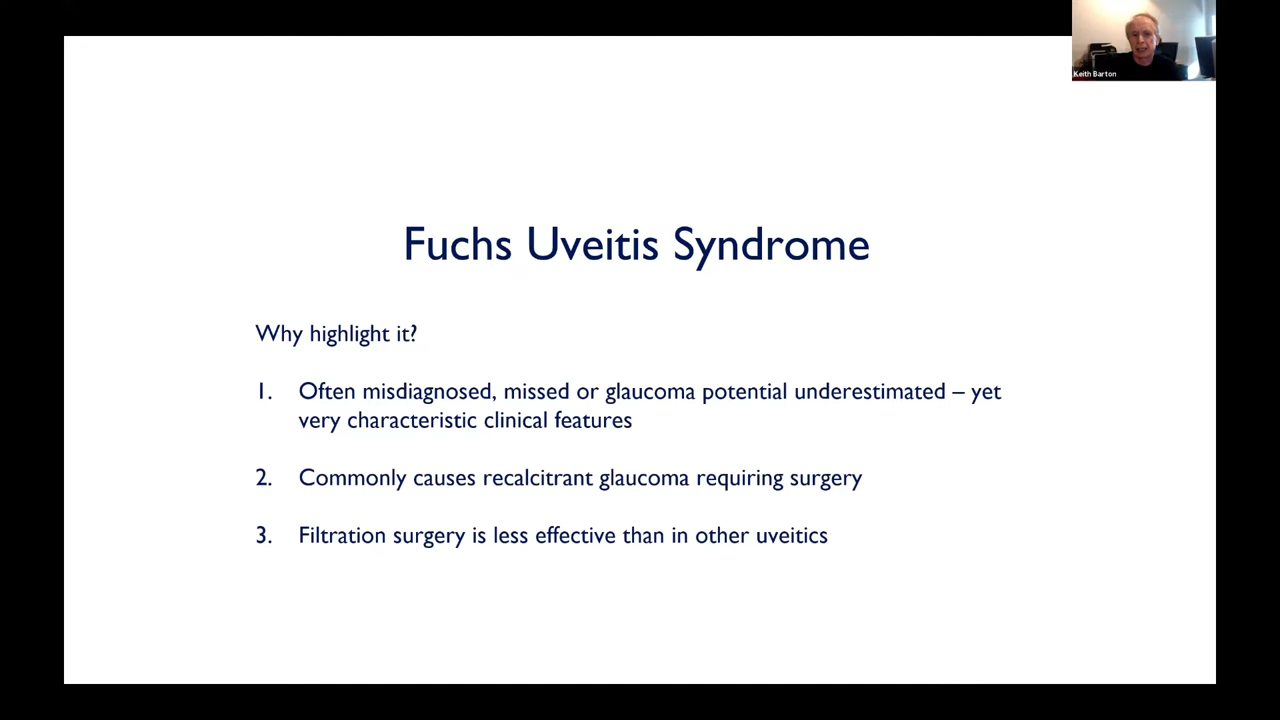 Keith Barton
Fuchs Uveitis Syndrome
Why highlight it?
1. Often misdiagnosed, missed or glaucoma potential underestimated – yet
very characteristic clinical features
2. Commonly causes recalcitrant glaucoma requiring surgery
3. Filtration surgery is less effective than in other uveitics